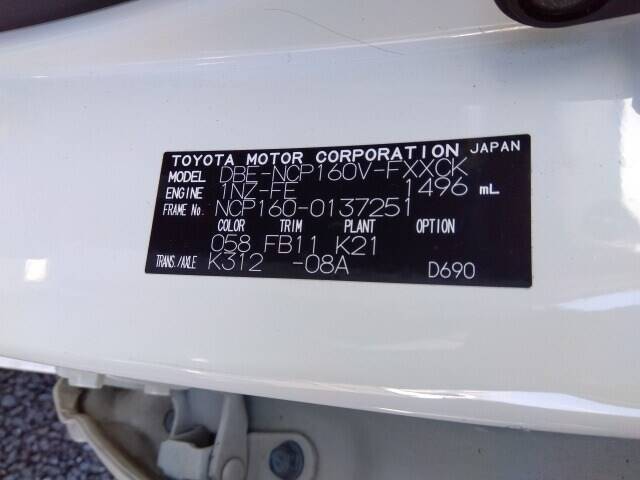 TOYOTA MOTOR CORPORATION JAPAN
MODEL DBE-NCP160V-FXXCK
ENGINE 1NZ-FE 1496 mL
FRAME No. NCP160-0137251
COLOR TRIM PLANT OPTION
058 FB11 K21
TRANS./AXLE K312 -08A D690